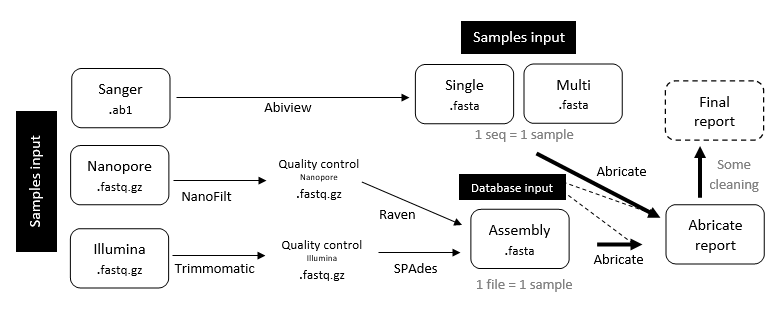 Samples input
Sanger
.ab1
Abiview
Single
.fasta
Multi
.fasta
1 seq = 1 sample
Final
report
Samples input
Nanopore
.fastq.gz
NanoFilt
Quality control
Nanopore
.fastq.gz
Raven
Abricate
Some
cleaning
Database input
Illumina
.fastq.gz
Trimmomatic
Quality control
Illumina
.fastq.gz
SPAdes
Assembly
.fasta
1 file = 1 sample
Abricate
Abricate
report